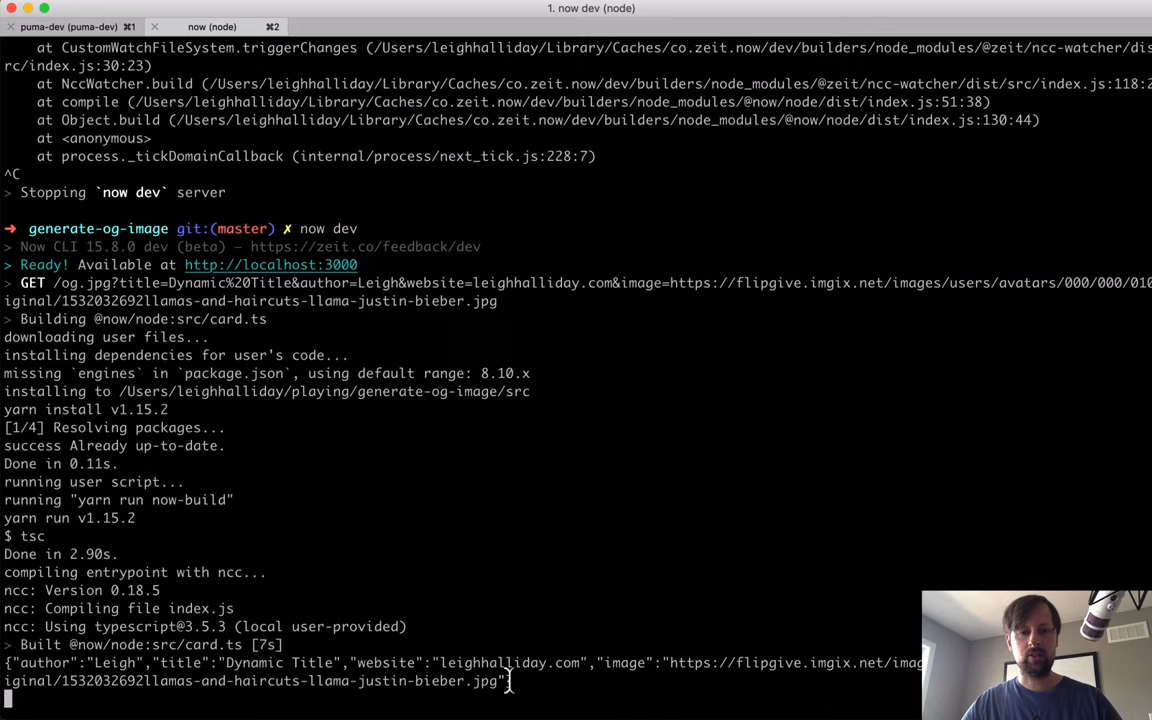 1. now dev (node)
puma-dev (puma-dev) ⌘1
now (node) ⌘2
at CustomWatchFileSystem.triggerChanges (/Users/leighhalliday/Library/Caches/co.zeit.now/dev/builders/node_modules/@zeit/ncc-watcher/dis
rc/index.js:30:23)
at NccWatcher.build (/Users/leighhalliday/Library/Caches/co.zeit.now/dev/builders/node_modules/@zeit/ncc-watcher/dist/src/index.js:118:2
at compile (/Users/leighhalliday/Library/Caches/co.zeit.now/dev/builders/node_modules/@now/node/dist/index.js:51:38)
at Object.build (/Users/leighhalliday/Library/Caches/co.zeit.now/dev/builders/node_modules/@now/node/dist/index.js:130:44)
at <anonymous>
at process._tickDomainCallback (internal/process/next_tick.js:228:7)
^C
> Stopping `now dev` server
➜ generate-og-image git:(master) ✗ now dev
> Now CLI 15.8.0 dev (beta) — https://zeit.co/feedback/dev
> Ready! Available at http://localhost:3000
> GET /og.jpg?title=Dynamic%20Title&author=Leigh&website=leighhalliday.com&image=https://flipgive.imgix.net/images/users/avatars/000/000/010
iginal/1532032692llamas-and-haircuts-llama-justin-bieber.jpg
> Building @now/node:src/card.ts
downloading user files...
installing dependencies for user's code...
missing `engines` in `package.json`, using default range: 8.10.x
installing to /Users/leighhalliday/playing/generate-og-image/src
yarn install v1.15.2
[1/4] Resolving packages...
success Already up-to-date.
Done in 0.11s.
running user script...
running "yarn run now-build"
yarn run v1.15.2
$ tsc
Done in 2.90s.
compiling entrypoint with ncc...
ncc: Version 0.18.5
ncc: Compiling file index.js
ncc: Using typescript@3.5.3 (local user-provided)
> Built @now/node:src/card.ts [7s]
{"author":"Leigh","title":"Dynamic Title","website":"leighhalliday.com","image":"https://flipgive.imgix.net/imag
iginal/1532032692llamas-and-haircuts-llama-justin-bieber.jpg"}